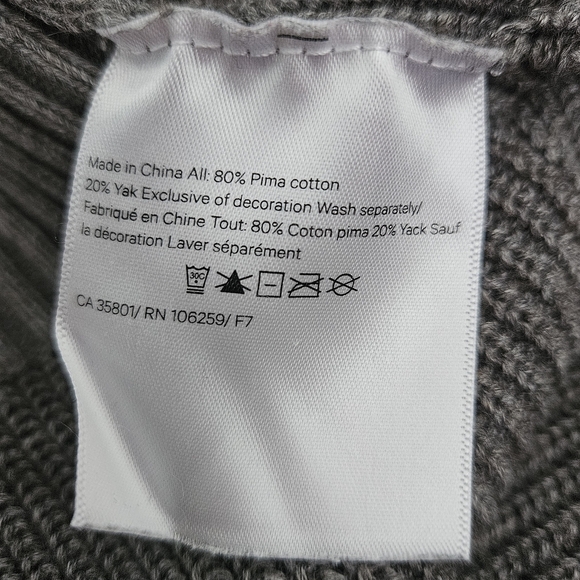 Made in China All: 80% Pima cotton
20% Yak Exclusive of decoration Wash separately/
Fabriqué en Chine Tout: 80% Coton pima 20% Yack Sauf
la décoration Laver séparément
30C
CA 35801/ RN 106259/ F7